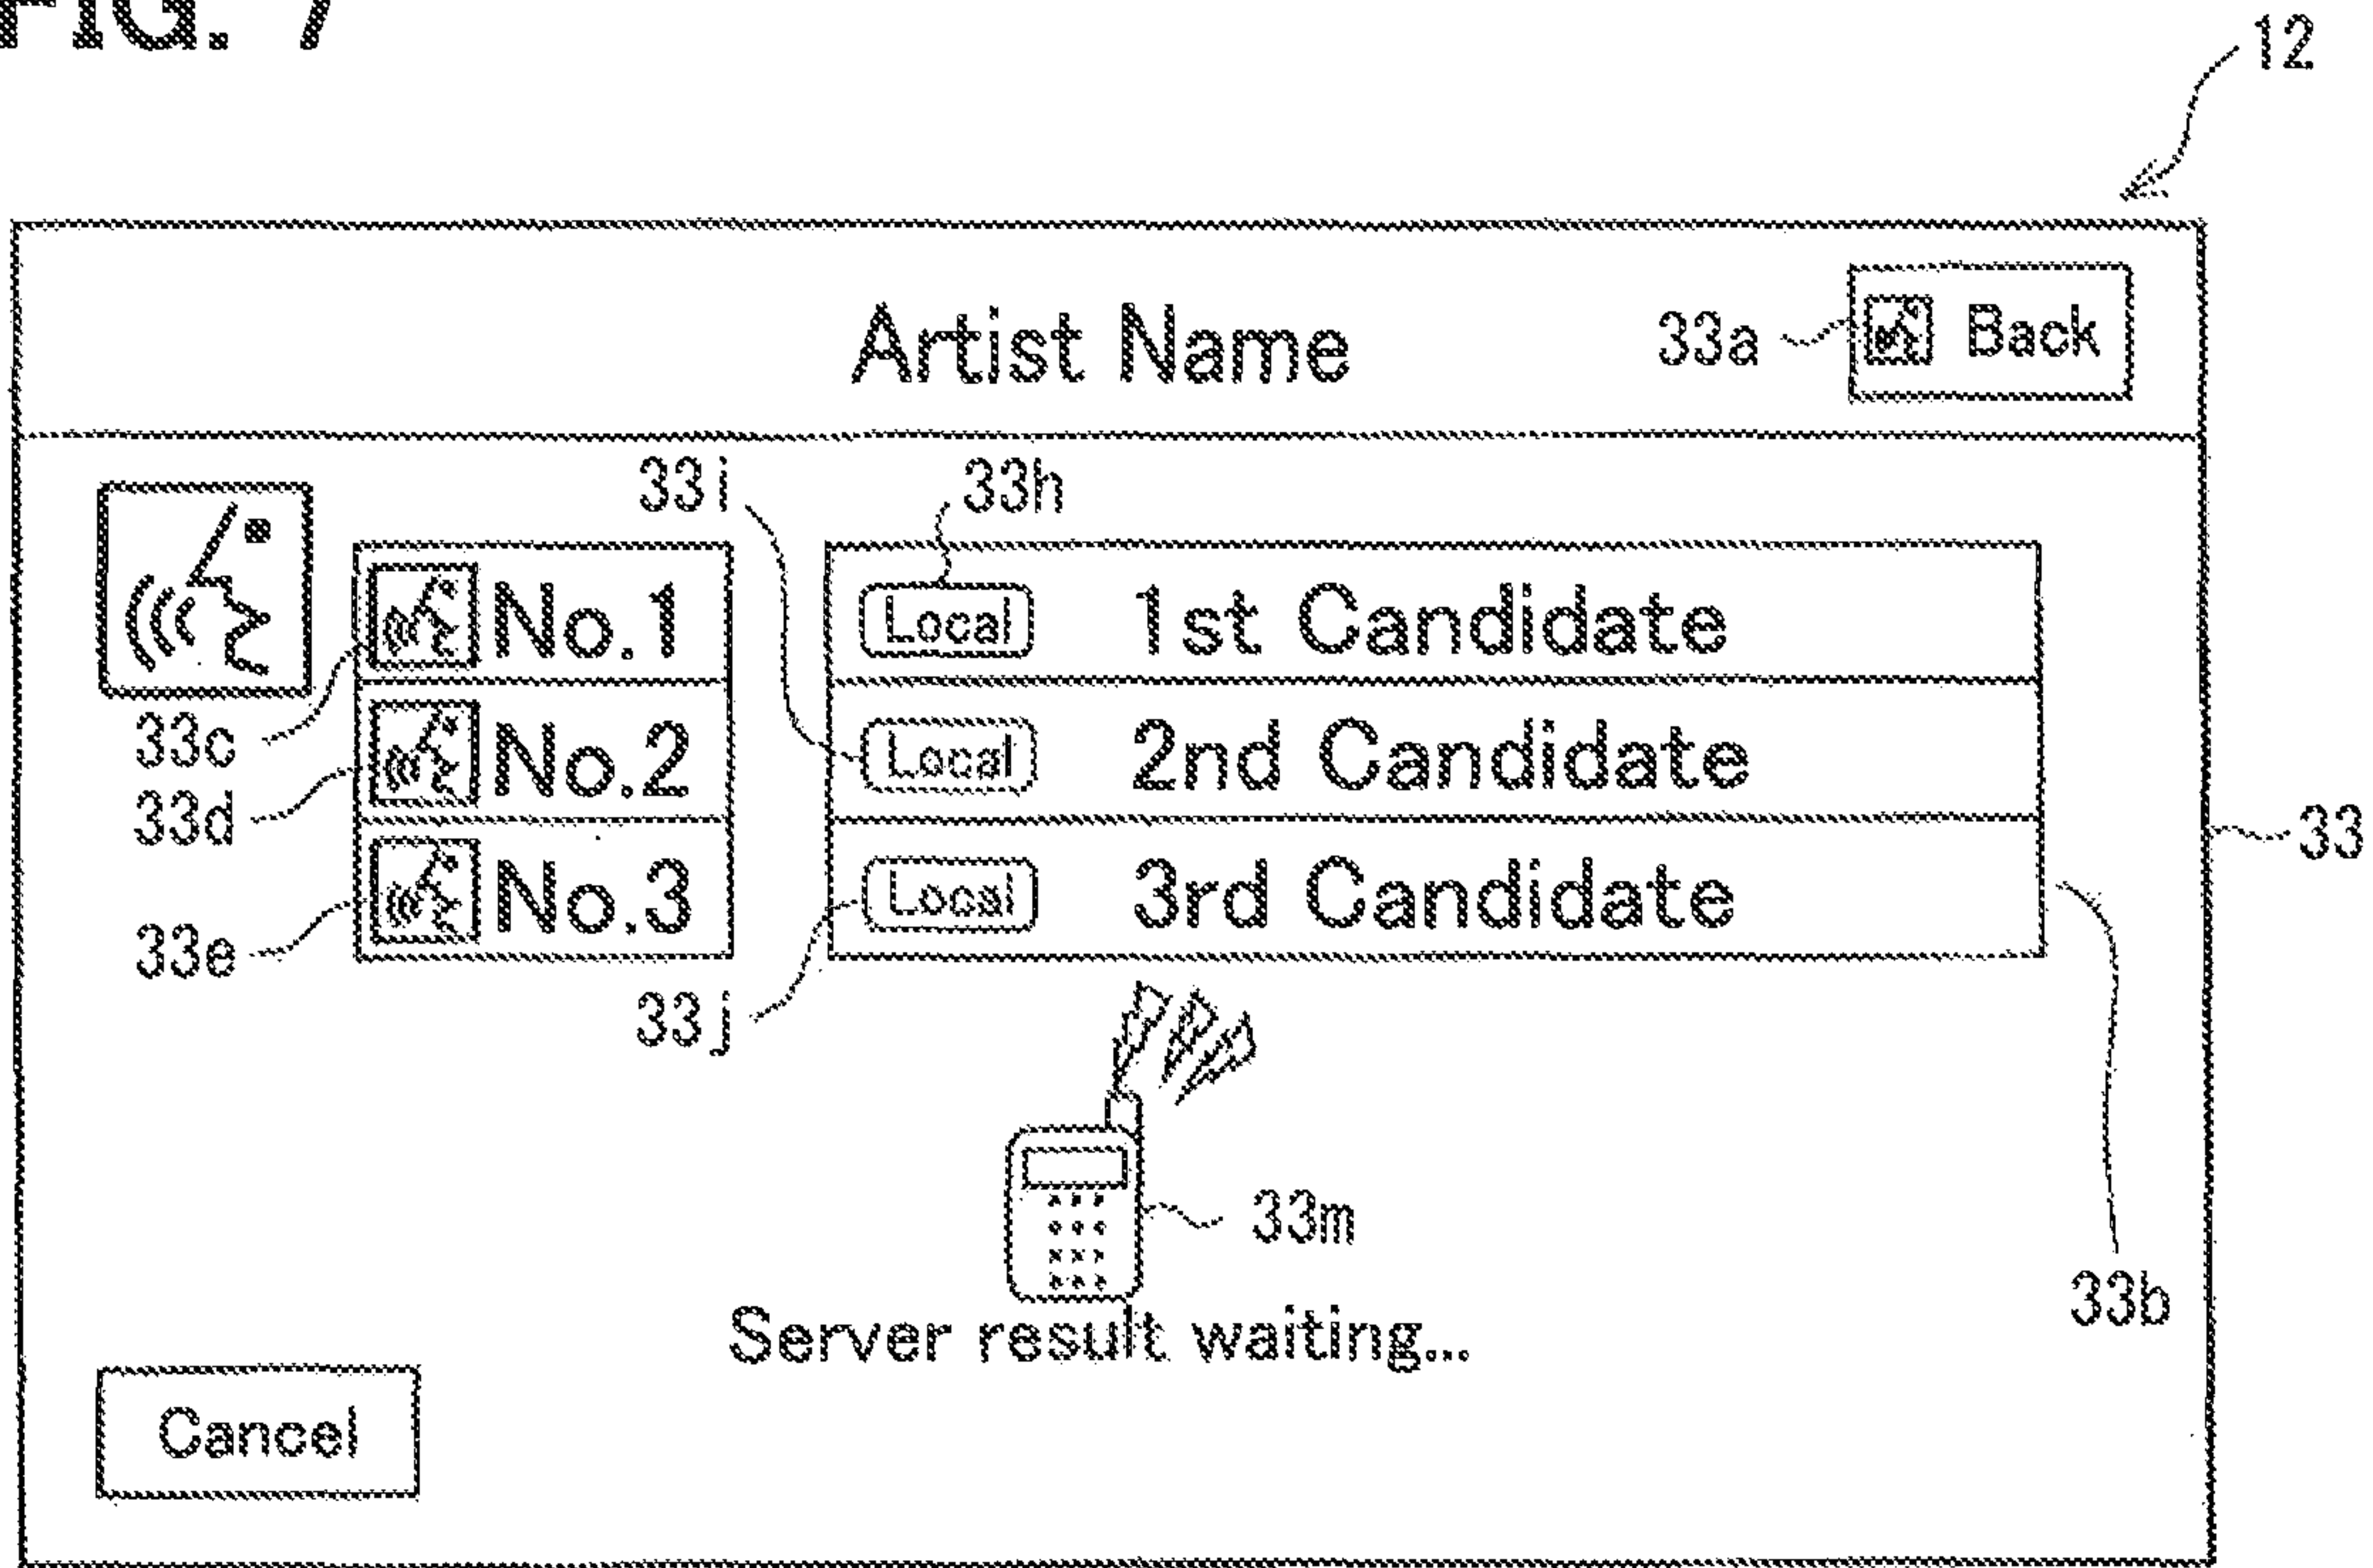 FIG. 7
12
Artist Name
33a
Back
33i
33h
No.1
Local
1st Candidate
33c
No.2
Local
2nd Candidate
33d
33
No.3
Local
3rd Candidate
33e
33j
33m
33b
Server result waiting...
Cancel